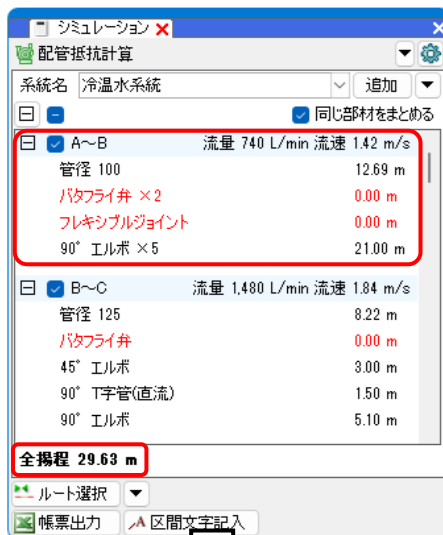 シミュレーション
配管抵抗計算
系統名 冷温水系統 追加
同じ部材をまとめる
A～B 流量 740 L/min 流速 1.42 m/s
管径 100 12.69 m
バタフライ弁 ×2 0.00 m
フレキシブルジョイント 0.00 m
90° エルボ ×5 21.00 m
B～C 流量 1,480 L/min 流速 1.84 m/s
管径 125 8.22 m
バタフライ弁 0.00 m
45° エルボ 3.00 m
90° T字管(直流) 1.50 m
90° エルボ 5.10 m
全揚程 29.63 m
ルート選択
帳票出力 区間文字記入